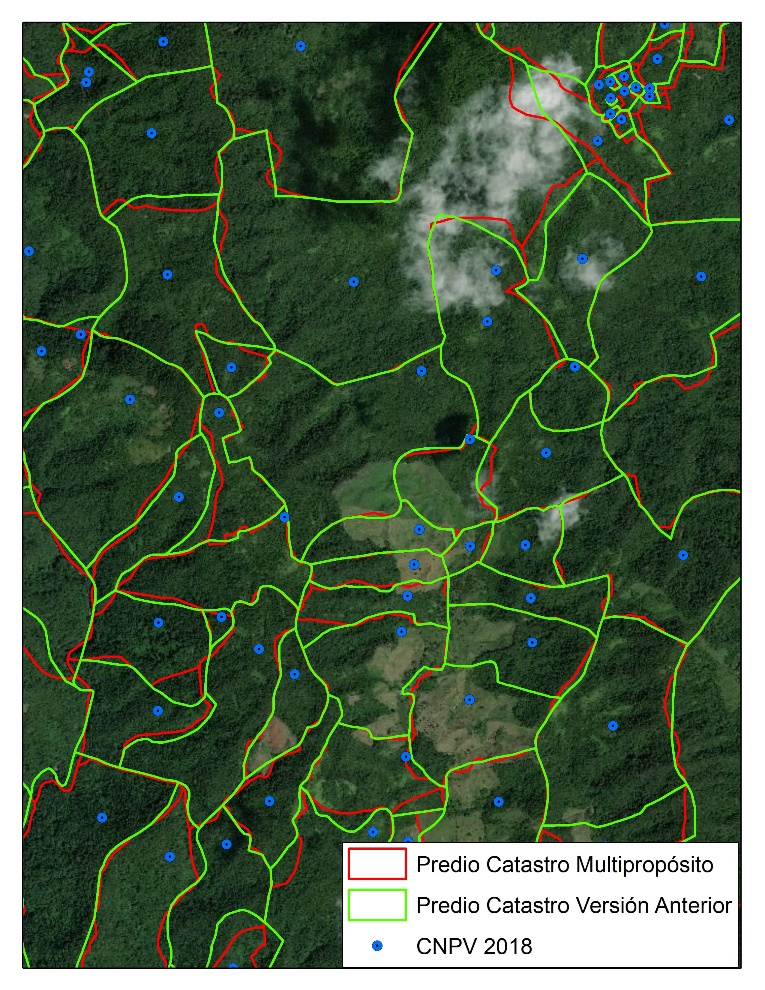 Predio Catastro Multipropósito
Predio Catastro Versión Anterior
CNPV 2018